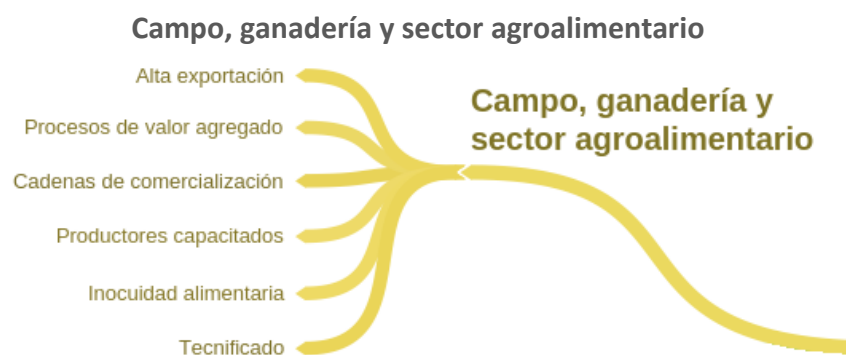 Campo, ganadería y sector agroalimentario
Alta exportación
Campo, ganadería y
sector agroalimentario
Procesos de valor agregado
Cadenas de comercialización
Productores capacitados
Inocuidad alimentaria
Tecnificado